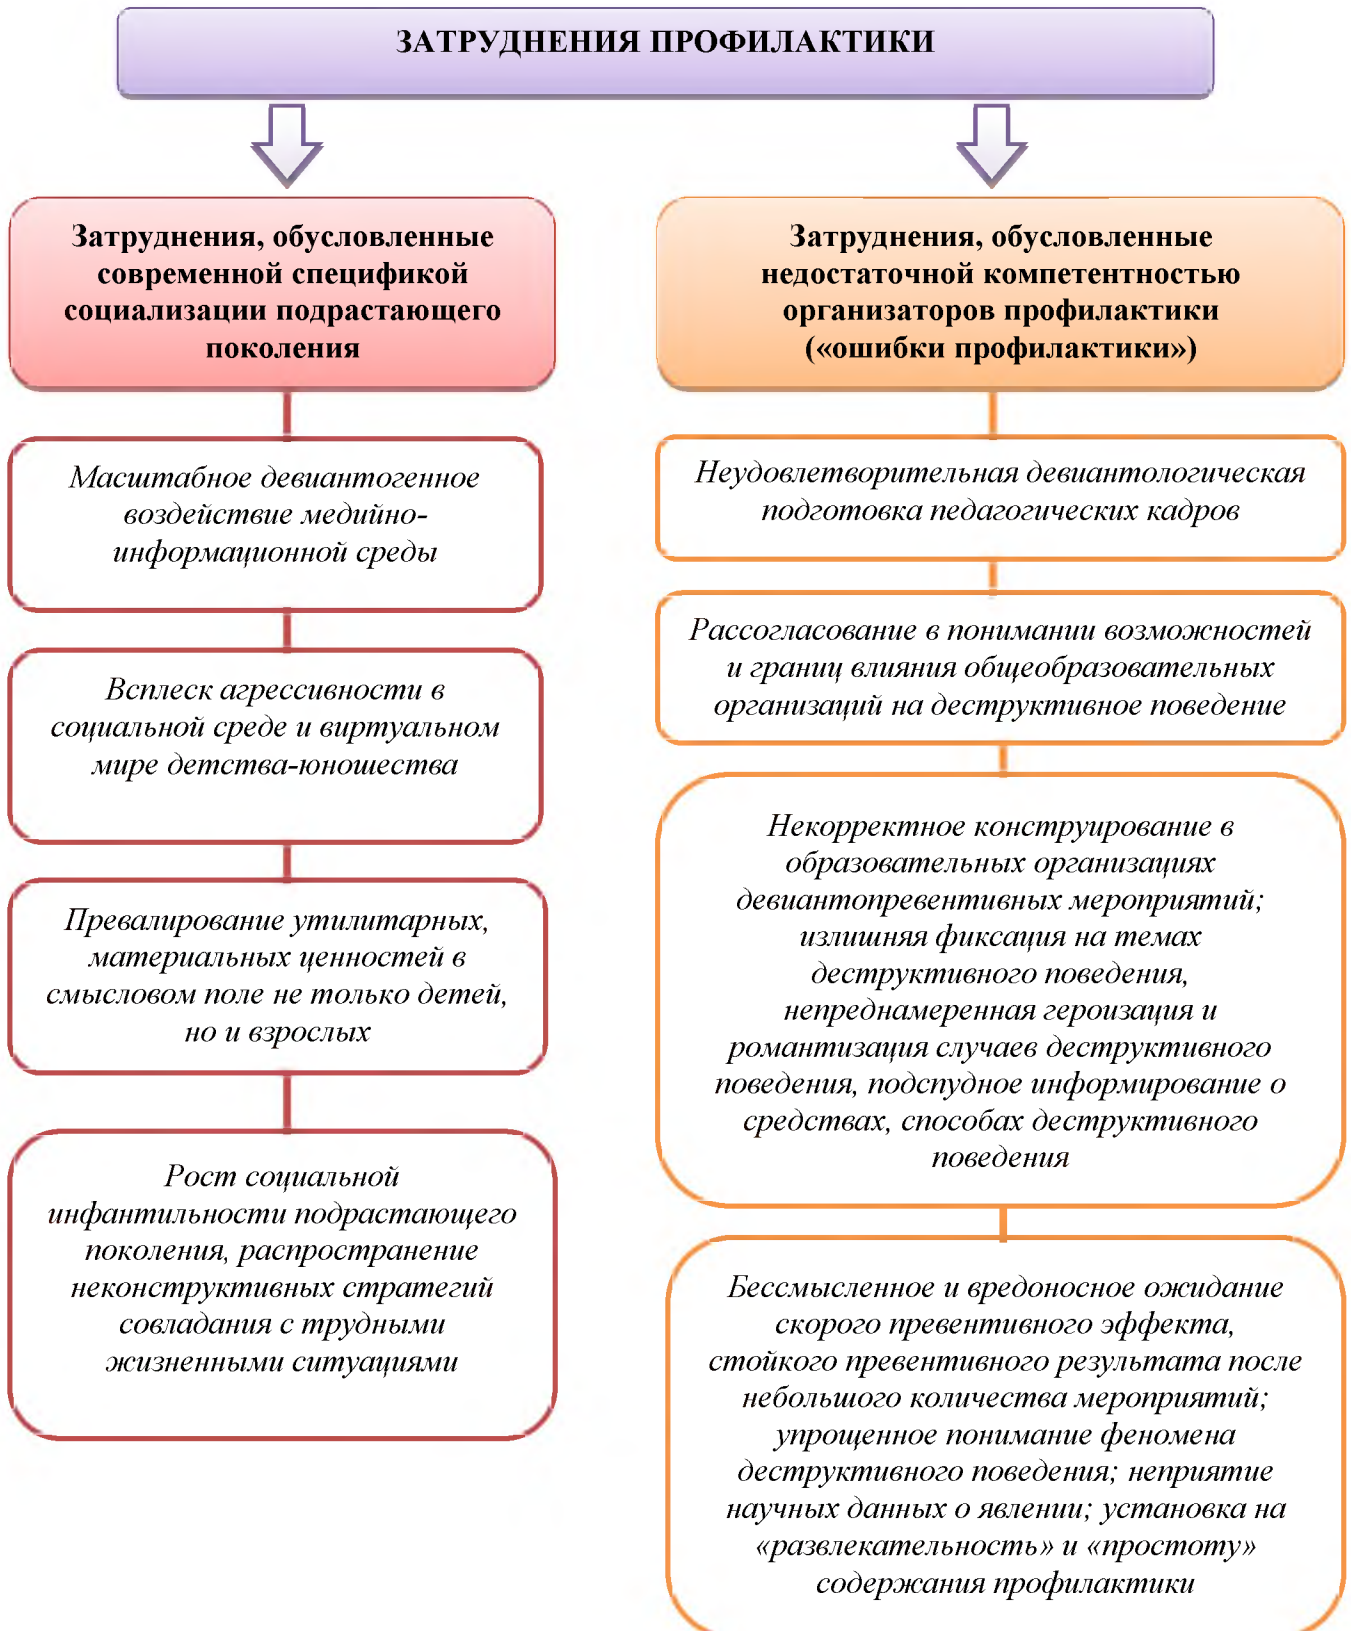 ЗАТРУДНЕНИЯ ПРОФИЛАКТИКИ
Затруднения, обусловленные
современной спецификой
социализации подрастающего
поколения
Масштабное девиантогенное
воздействие медийно-
информационной среды
Всплеск агрессивности в
социальной среде и виртуальном
мире детства-юношества
Превалирование утилитарных,
материальных ценностей в
смысловом поле не только детей,
но и взрослых
Рост социальной
инфантильности подрастающего
поколения, распространение
неконструктивных стратегий
совладания с трудными
жизненными ситуациями
Затруднения, обусловленные
недостаточной компетентностью
организаторов профилактики
(«ошибки профилактики»)
Неудовлетворительная девиантологическая
подготовка педагогических кадров
Рассогласование в понимании возможностей
и границ влияния общеобразовательных
организаций на деструктивное поведение
Некорректное конструирование в
образовательных организациях
девиантопревентивных мероприятий;
излишняя фиксация на темах
деструктивного поведения,
непреднамеренная героизация и
романтизация случаев деструктивного
поведения, подспудное информирование о
средствах, способах деструктивного
поведения
Бессмысленное и вредоносное ожидание
скорого превентивного эффекта,
стойкого превентивного результата после
небольшого количества мероприятий;
упрощенное понимание феномена
деструктивного поведения; неприятие
научных данных о явлении; установка на
«развлекательность» и «простоту»
содержания профилактики